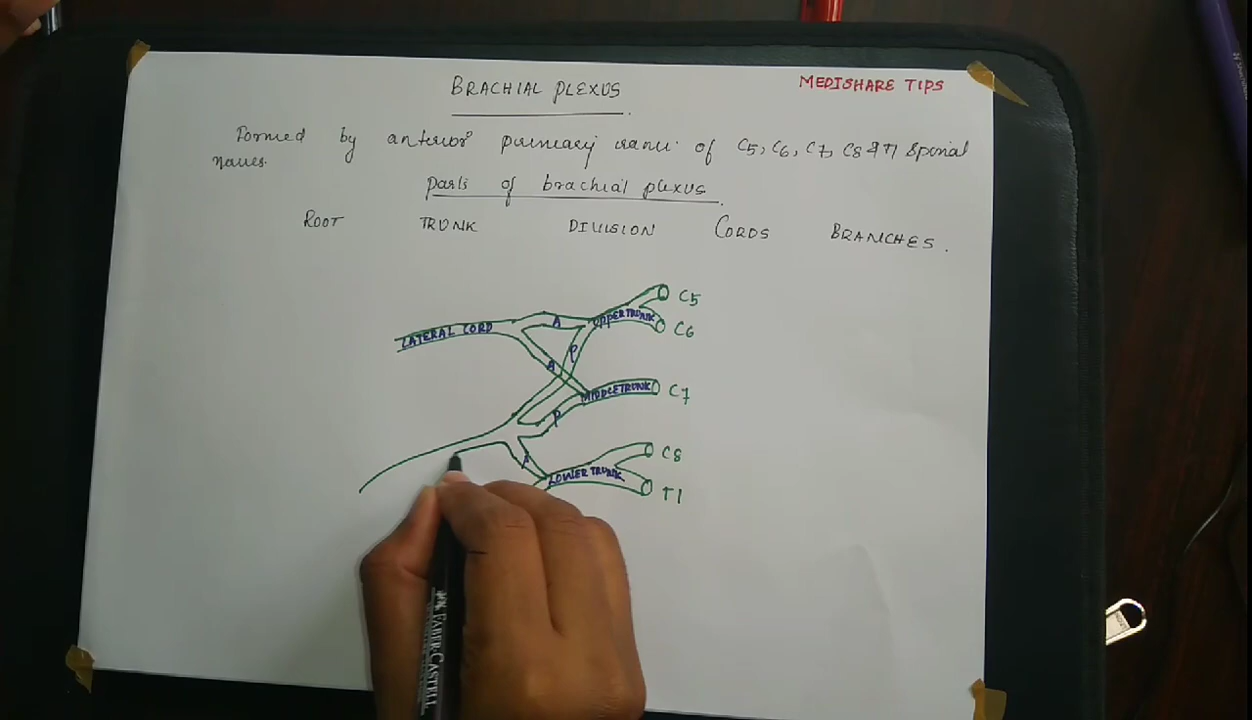 BRACHIAL PLEXUS
MEDISHARE TIPS
Formed by anterior primary rami of C5, C6, C7, C8 & T1 Spinal
nerves.
parts of brachial plexus
ROOT TRUNK DIVISION CORDS BRANCHES.
C5
LATERAL CORD A UPPER TRUNK
C6
P
A
MIDDLE TRUNK C7
P
C8
A LOWER TRUNK
T1
FABER-CASTELL